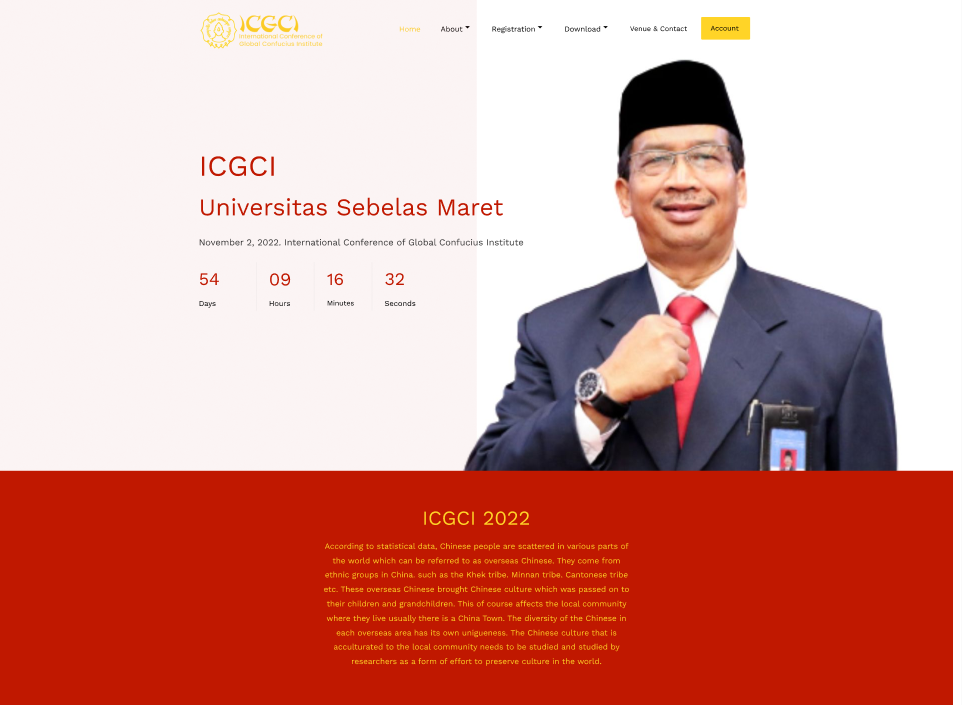 ICGCI
International Conference of
Global Confucius Institute
Home
About
Registration
Download
Venue & Contact
Account
ICGCI
Universitas Sebelas Maret
November 2, 2022. International Conference of Global Confucius Institute
54
09
16
32
Days
Hours
Minutes
Seconds
ICGCI 2022
According to statistical data, Chinese people are scattered in various parts of
the world which can be referred to as overseas Chinese. They come from
ethnic groups in China. such as the Khek tribe. Minnan tribe. Cantonese tribe
etc. These overseas Chinese brought Chinese culture which was passed on to
their children and grandchildren. This of course affects the local community
where they live usually there is a China Town. The diversity of the Chinese in
each overseas area has its own unigueness. The Chinese culture that is
acculturated to the local community needs to be studied and studied by
researchers as a form of effort to preserve culture in the world.